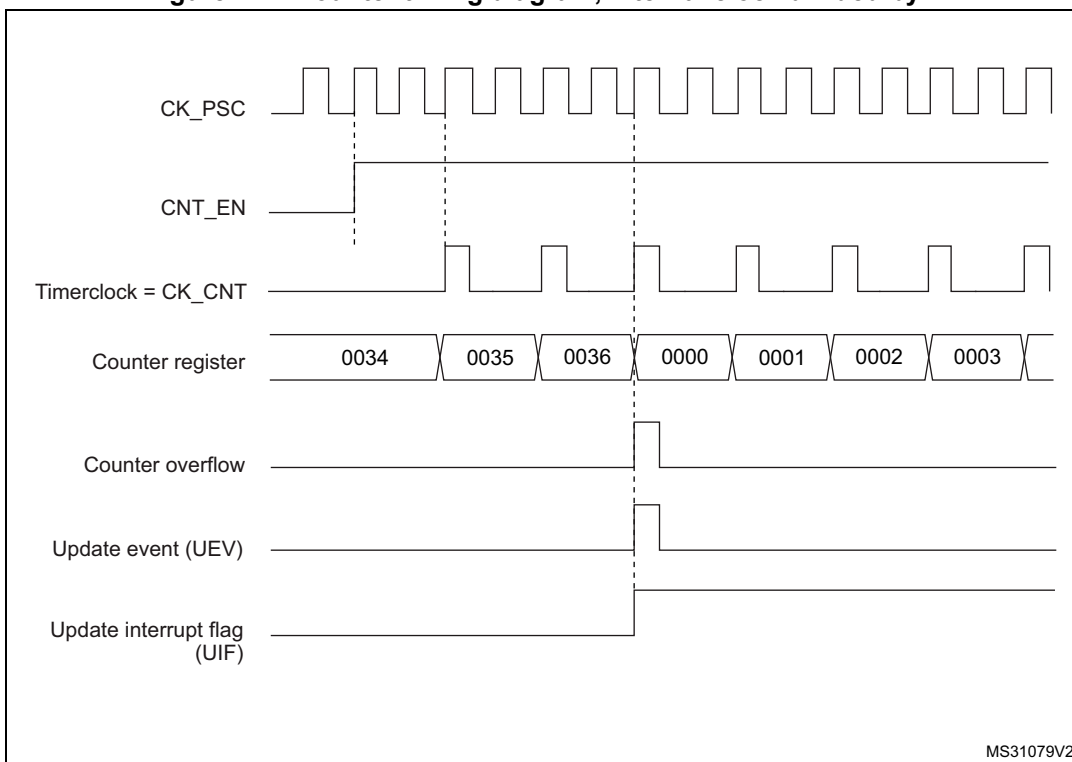 CK_PSC
CNT_EN
Timerclock = CK_CNT
Counter register 0034 0035 0036 0000 0001 0002 0003
Counter overflow
Update event (UEV)
Update interrupt flag
(UIF)
MS31079V2